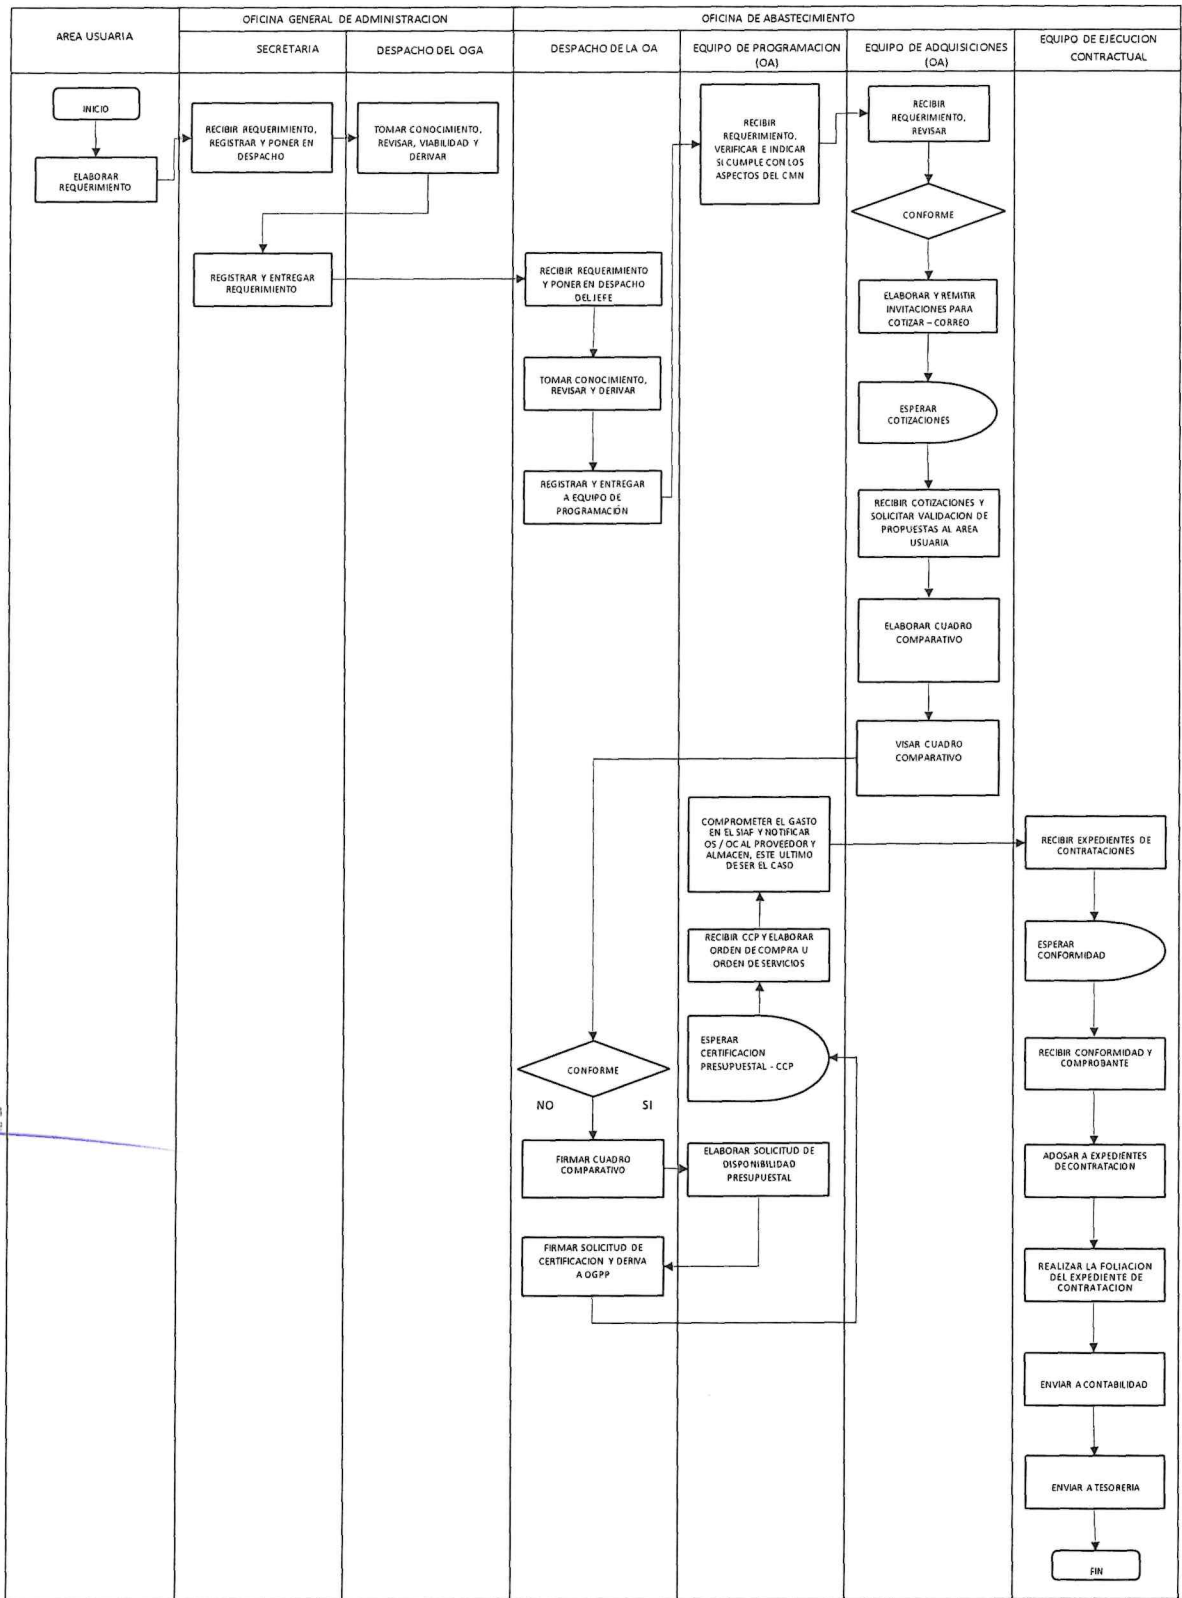 AREA USUARIA
OFICINA GENERAL DE ADMINISTRACION
SECRETARIA
DESPACHO DEL OGA
OFICINA DE ABASTECIMIENTO
DESPACHO DE LA OA
EQUIPO DE PROGRAMACION
(OA)
EQUIPO DE ADQUISICIONES
(OA)
EQUIPO DE EJECUCION
CONTRACTUAL
INICIO
ELABORAR
REQUERIMIENTO
RECIBIR REQUERIMIENTO,
REGISTRAR Y PONER EN
DESPACHO
TOMAR CONOCIMIENTO,
REVISAR, VIABILIDAD Y
DERIVAR
REGISTRAR Y ENTREGAR
REQUERIMIENTO
RECIBIR REQUERIMIENTO
Y PONER EN DESPACHO
DEL JEFE
TOMAR CONOCIMIENTO,
REVISAR Y DERIVAR
REGISTRAR Y ENTREGAR
A EQUIPO DE
PROGRAMACIÓN
RECIBIR
REQUERIMIENTO,
VERIFICAR E INDICAR
SI CUMPLE CON LOS
ASPECTOS DEL CMN
RECIBIR
REQUERIMIENTO,
REVISAR
CONFORME
ELABORAR Y REMITIR
INVITACIONES PARA
COTIZAR – CORREO
ESPERAR
COTIZACIONES
RECIBIR COTIZACIONES Y
SOLICITAR VALIDACION DE
PROPUESTAS AL AREA
USUARIA
ELABORAR CUADRO
COMPARATIVO
VISAR CUADRO
COMPARATIVO
CONFORME
NO SI
FIRMAR CUADRO
COMPARATIVO
ELABORAR SOLICITUD DE
DISPONIBILIDAD
PRESUPUESTAL
FIRMAR SOLICITUD DE
CERTIFICACION Y DERIVA
A OGPP
ESPERAR
CERTIFICACION
PRESUPUESTAL - CCP
RECIBIR CCP Y ELABORAR
ORDEN DE COMPRA U
ORDEN DE SERVICIOS
COMPROMETER EL GASTO
EN EL SIAF Y NOTIFICAR
OS / OC AL PROVEEDOR Y
ALMACEN, ESTE ULTIMO
DE SER EL CASO
RECIBIR EXPEDIENTES DE
CONTRATACIONES
ESPERAR
CONFORMIDAD
RECIBIR CONFORMIDAD Y
COMPROBANTE
ADOSAR A EXPEDIENTES
DE CONTRATACION
REALIZAR LA FOLIACION
DEL EXPEDIENTE DE
CONTRATACION
ENVIAR A CONTABILIDAD
ENVIAR A TESORERIA
FIN